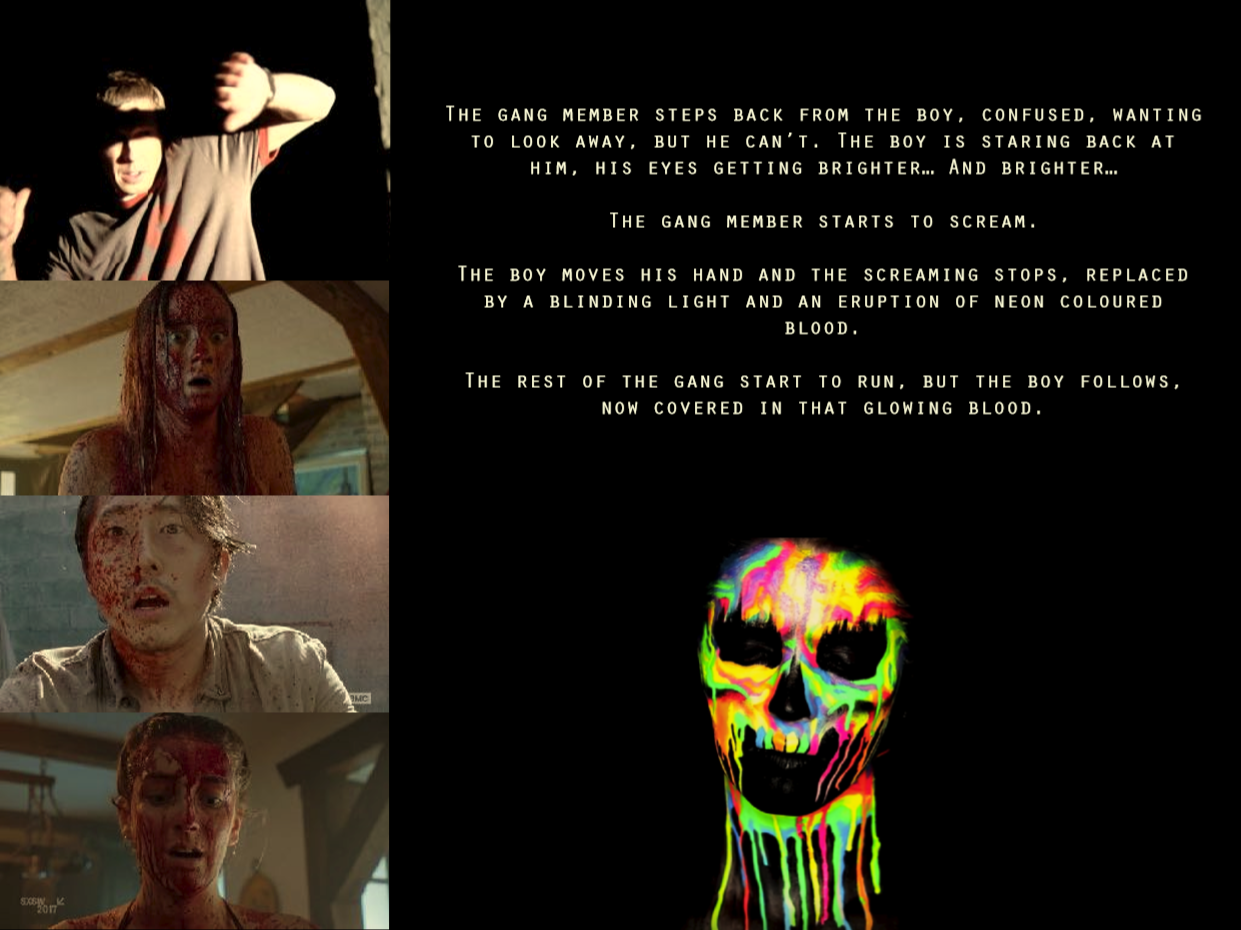 The gang member steps back from the boy, confused, wanting
to look away, but he can't. The boy is staring back at
him, his eyes getting brighter… And brighter…
The gang member starts to scream.
The boy moves his hand and the screaming stops, replaced
by a blinding light and an eruption of neon coloured
blood.
The rest of the gang start to run, but the boy follows,
now covered in that glowing blood.
AMC
2017